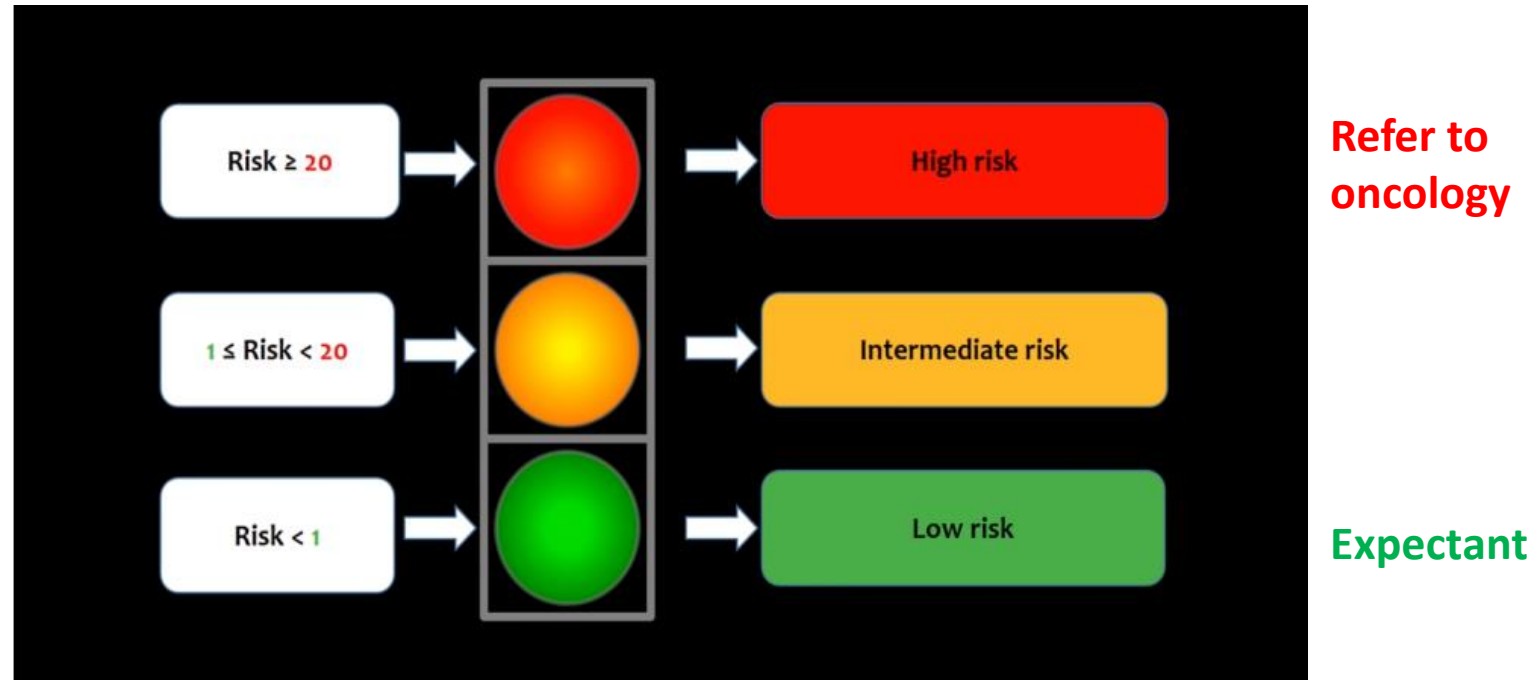 Risk ≥ 20
High risk
Refer to
oncology
1 ≤ Risk < 20
Intermediate risk
Risk < 1
Low risk
Expectant